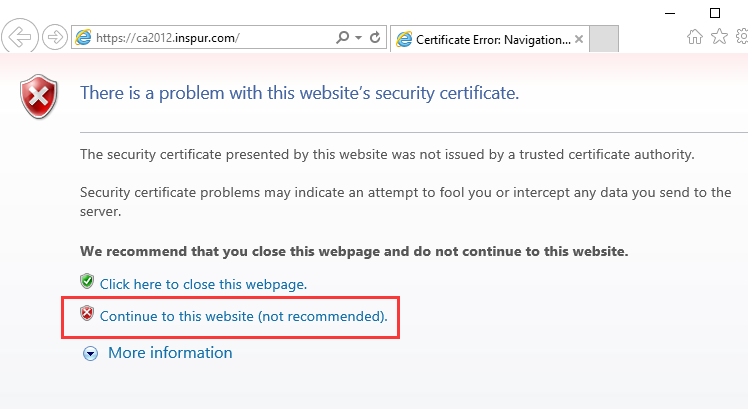 https://ca2012.inspur.com/
Certificate Error: Navigation...
There is a problem with this website's security certificate.
The security certificate presented by this website was not issued by a trusted certificate authority.
Security certificate problems may indicate an attempt to fool you or intercept any data you send to the
server.
We recommend that you close this webpage and do not continue to this website.
Click here to close this webpage.
Continue to this website (not recommended).
More information